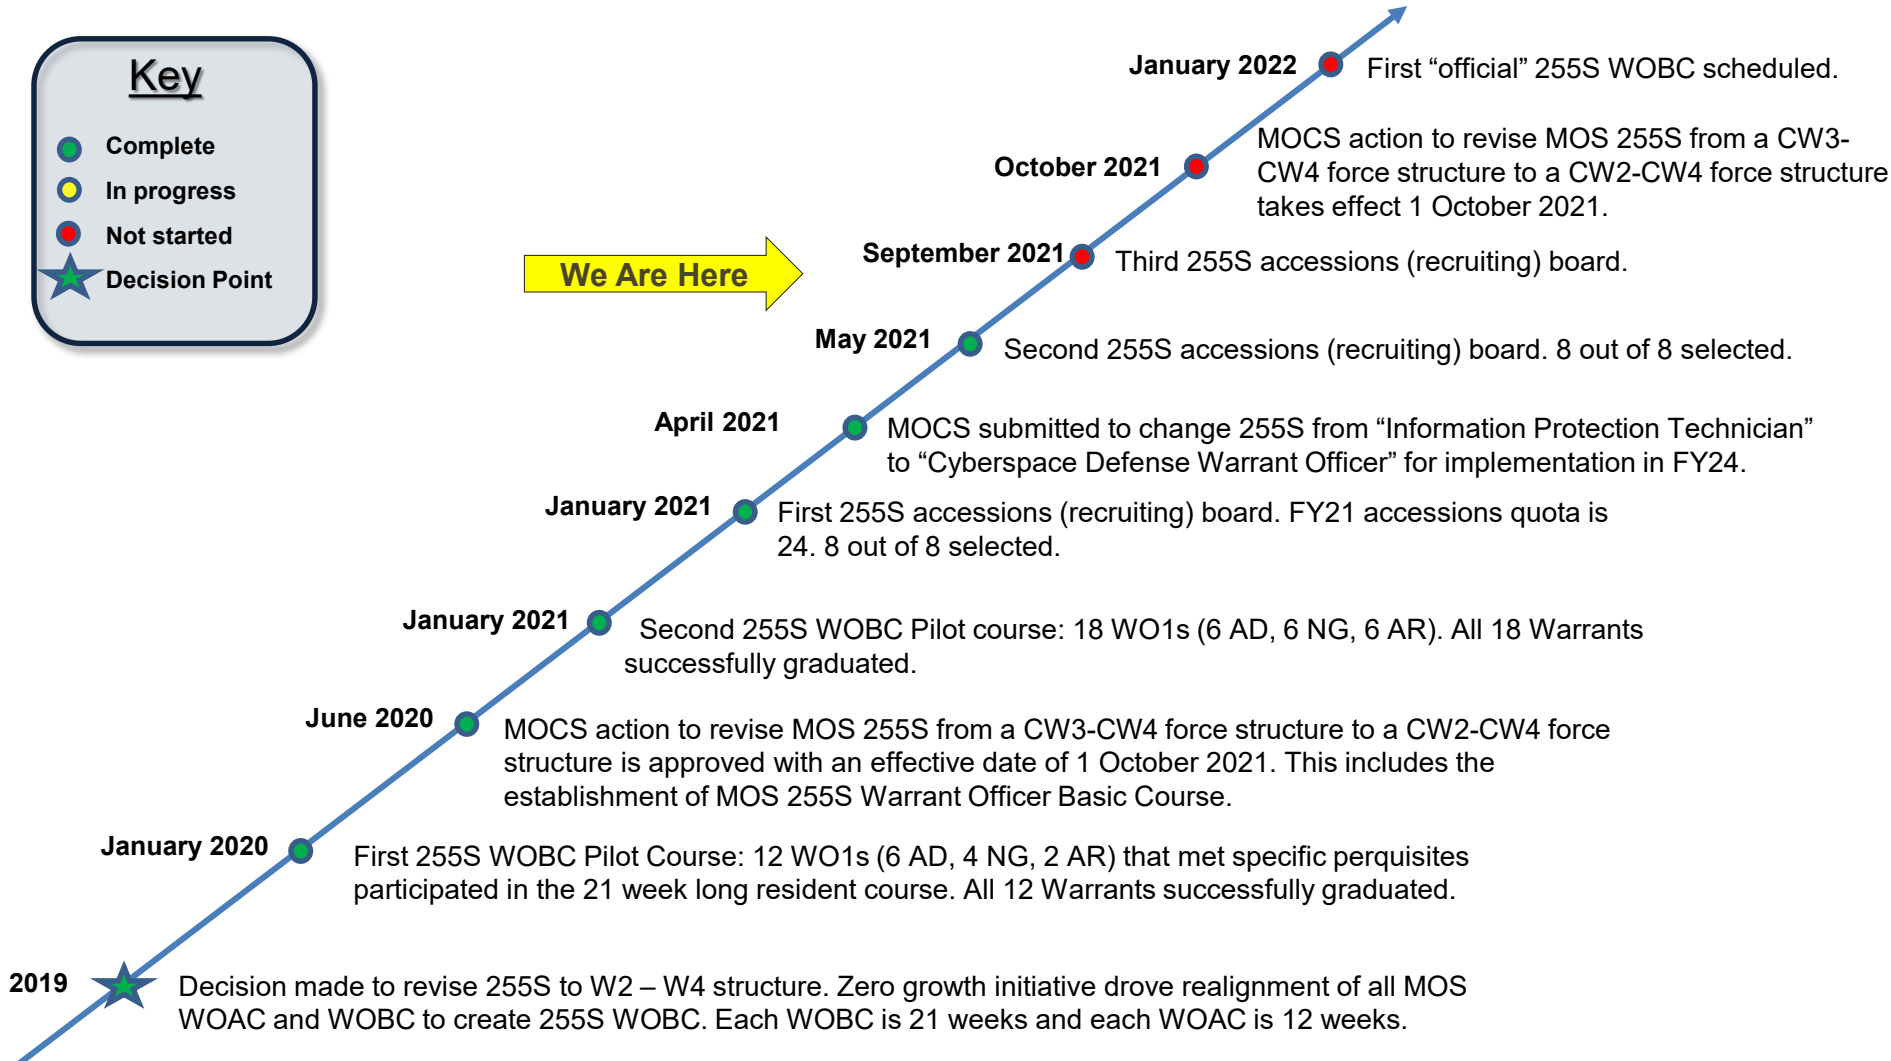 Key
Complete
In progress
Not started
Decision Point
January 2022
First “official” 255S WOBC scheduled.
October 2021
MOCS action to revise MOS 255S from a CW3-
CW4 force structure to a CW2-CW4 force structure
takes effect 1 October 2021.
We Are Here
September 2021
Third 255S accessions (recruiting) board.
May 2021
Second 255S accessions (recruiting) board. 8 out of 8 selected.
April 2021
MOCS submitted to change 255S from “Information Protection Technician”
to “Cyberspace Defense Warrant Officer” for implementation in FY24.
January 2021
First 255S accessions (recruiting) board. FY21 accessions quota is
24. 8 out of 8 selected.
January 2021
Second 255S WOBC Pilot course: 18 WO1s (6 AD, 6 NG, 6 AR). All 18 Warrants
successfully graduated.
June 2020
MOCS action to revise MOS 255S from a CW3-CW4 force structure to a CW2-CW4 force
structure is approved with an effective date of 1 October 2021. This includes the
establishment of MOS 255S Warrant Officer Basic Course.
January 2020
First 255S WOBC Pilot Course: 12 WO1s (6 AD, 4 NG, 2 AR) that met specific perquisites
participated in the 21 week long resident course. All 12 Warrants successfully graduated.
2019
Decision made to revise 255S to W2 – W4 structure. Zero growth initiative drove realignment of all MOS
WOAC and WOBC to create 255S WOBC. Each WOBC is 21 weeks and each WOAC is 12 weeks.